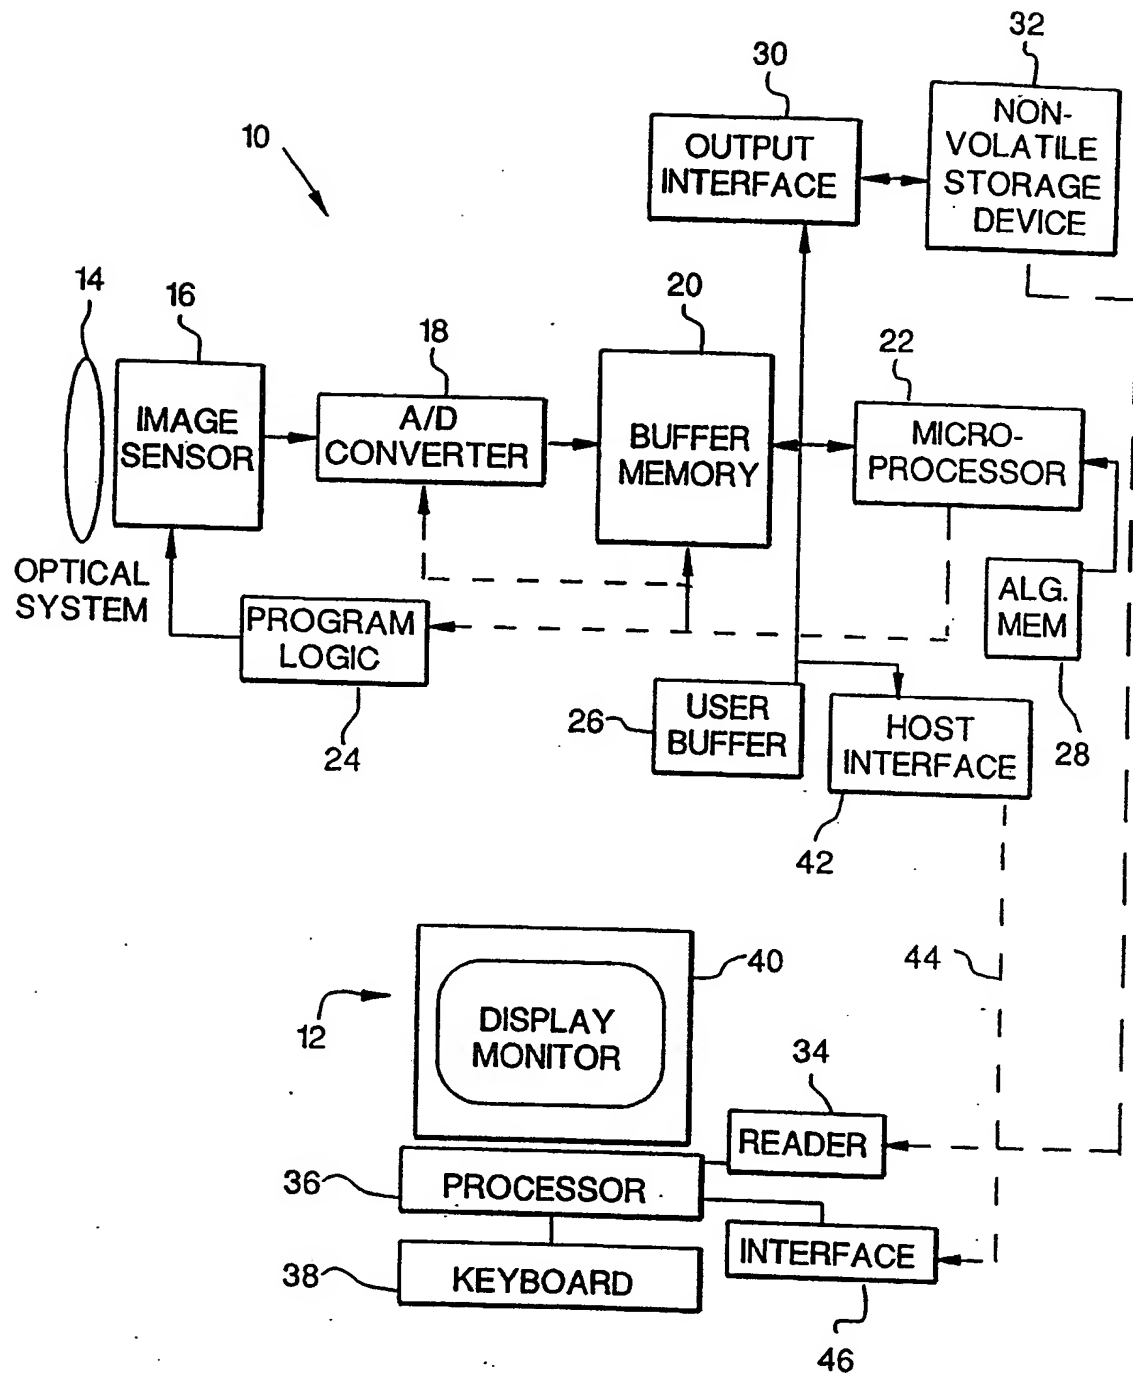 32
30
NON-
VOLATILE
STORAGE
DEVICE
OUTPUT
INTERFACE
10
14
16
18
20
22
IMAGE
SENSOR
A/D
CONVERTER
BUFFER
MEMORY
MICRO-
PROCESSOR
OPTICAL
SYSTEM
PROGRAM
LOGIC
24
ALG.
MEM
28
26
USER
BUFFER
HOST
INTERFACE
42
44
40
12
DISPLAY
MONITOR
34
READER
36
PROCESSOR
INTERFACE
38
KEYBOARD
46